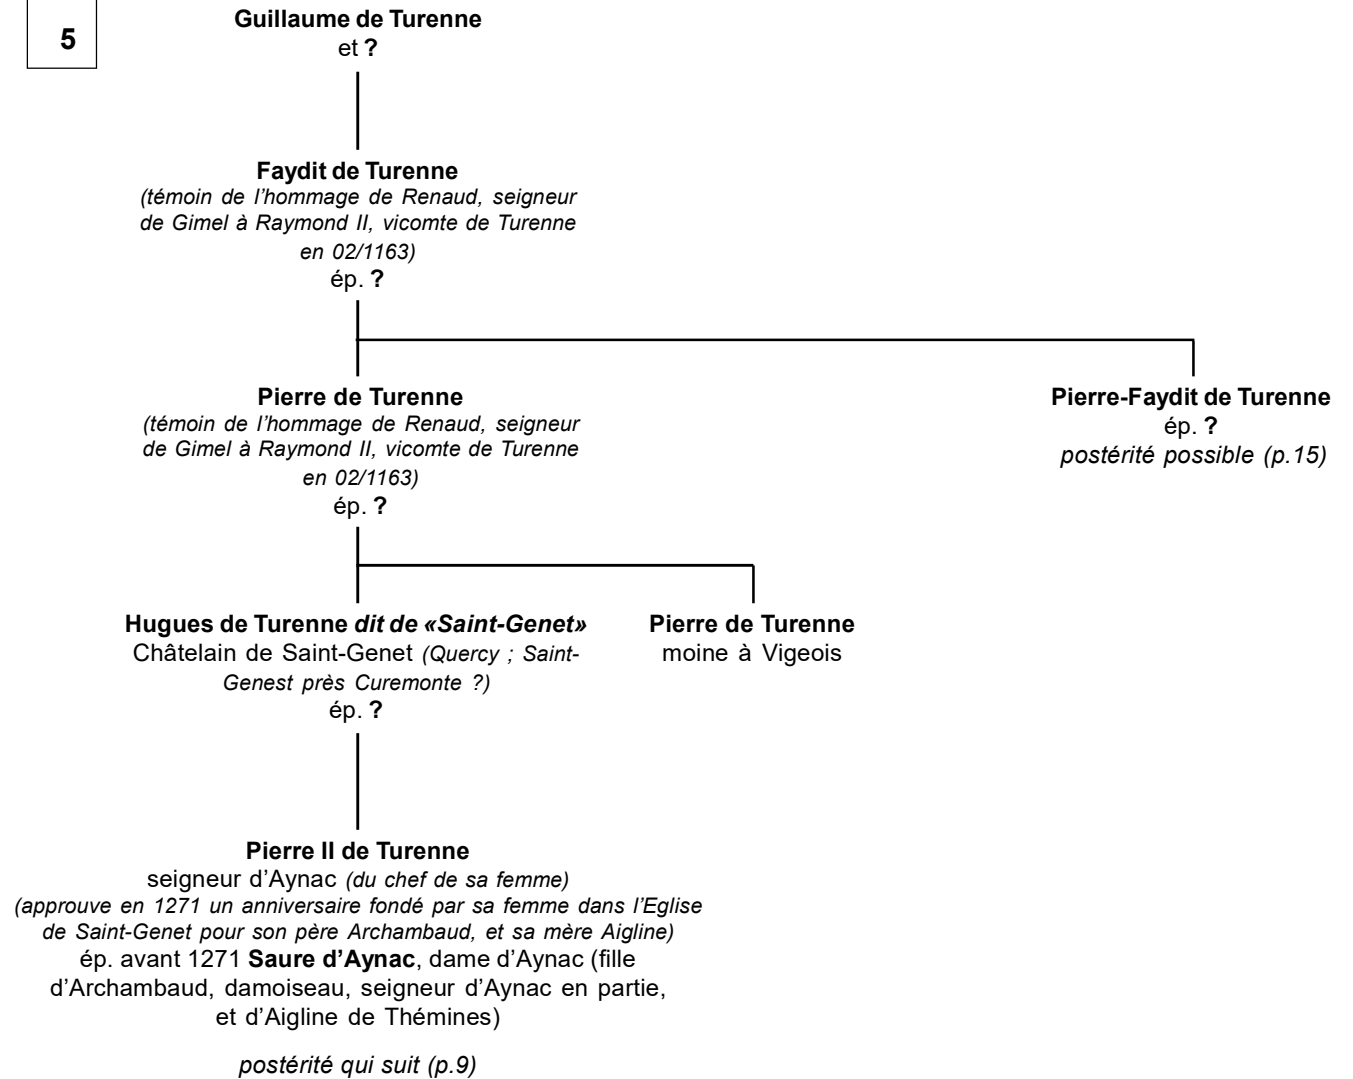 5
Guillaume de Turenne
et ?
Faydit de Turenne
(témoin de l'hommage de Renaud, seigneur
de Gimel à Raymond II, vicomte de Turenne
en 02/1163)
ép. ?
Pierre de Turenne
(témoin de l'hommage de Renaud, seigneur
de Gimel à Raymond II, vicomte de Turenne
en 02/1163)
ép. ?
Pierre-Faydit de Turenne
ép. ?
postérité possible (p.15)
Hugues de Turenne dit de «Saint-Genet»
Châtelain de Saint-Genet (Quercy ; Saint-
Genest près Curemonte ?)
ép. ?
Pierre de Turenne
moine à Vigeois
Pierre II de Turenne
seigneur d'Aynac (du chef de sa femme)
(approuve en 1271 un anniversaire fondé par sa femme dans l'Eglise
de Saint-Genet pour son père Archambaud, et sa mère Aigline)
ép. avant 1271 Saure d'Aynac, dame d'Aynac (fille
d'Archambaud, damoiseau, seigneur d'Aynac en partie,
et d'Aigline de Thémines)
postérité qui suit (p.9)